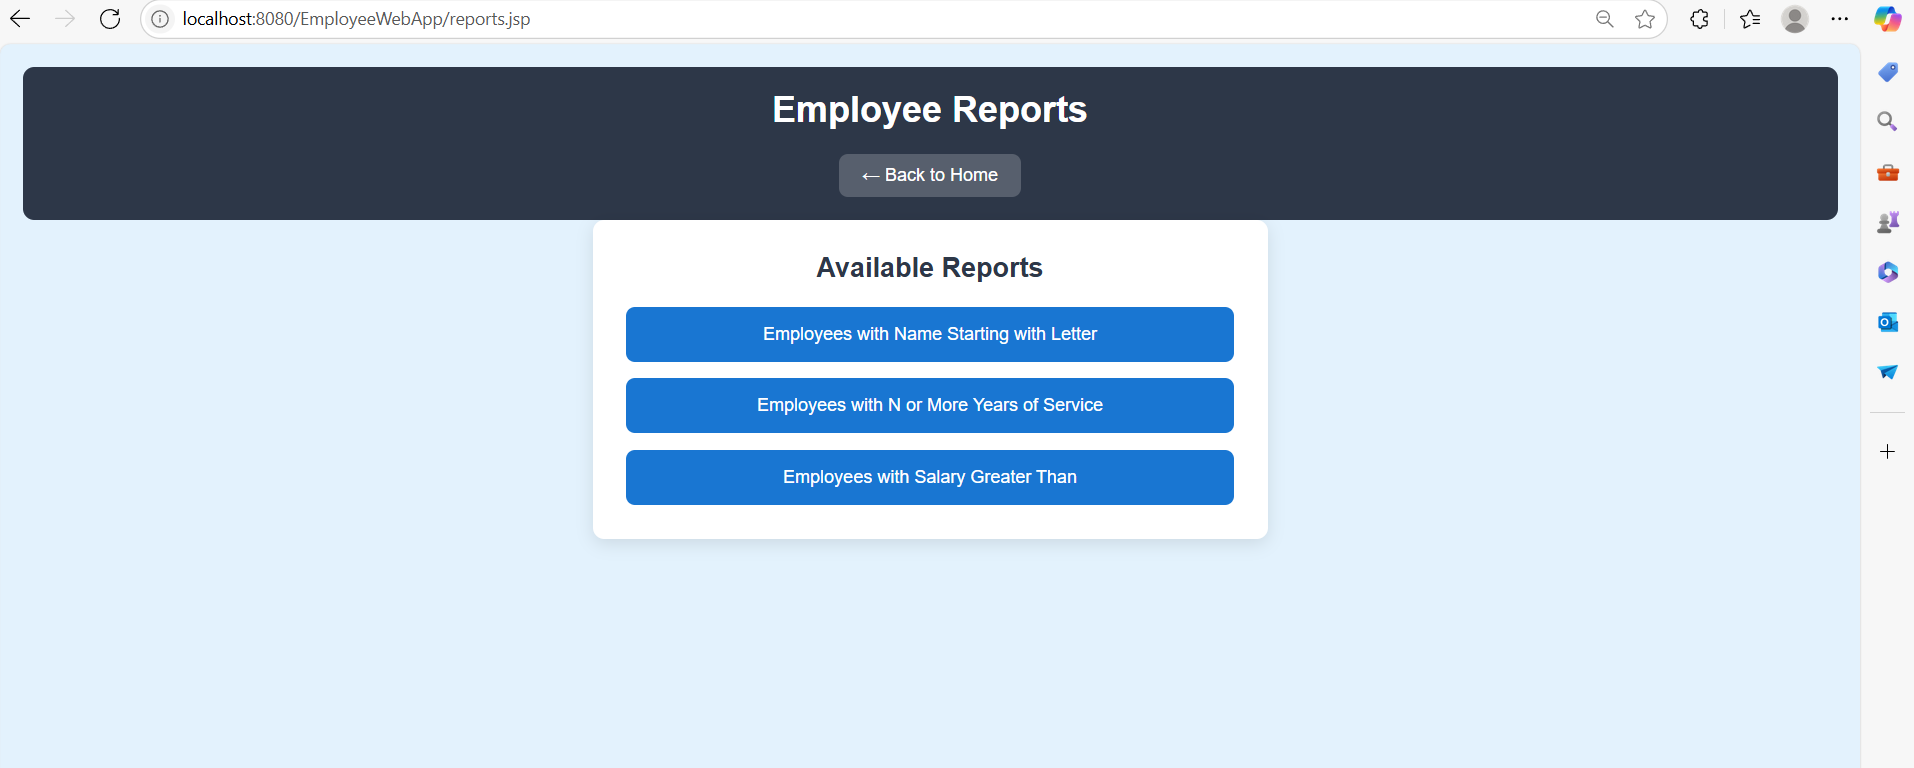 localhost:8080/EmployeeWebApp/reports.jsp
Employee Reports
← Back to Home
Available Reports
Employees with Name Starting with Letter
Employees with N or More Years of Service
Employees with Salary Greater Than